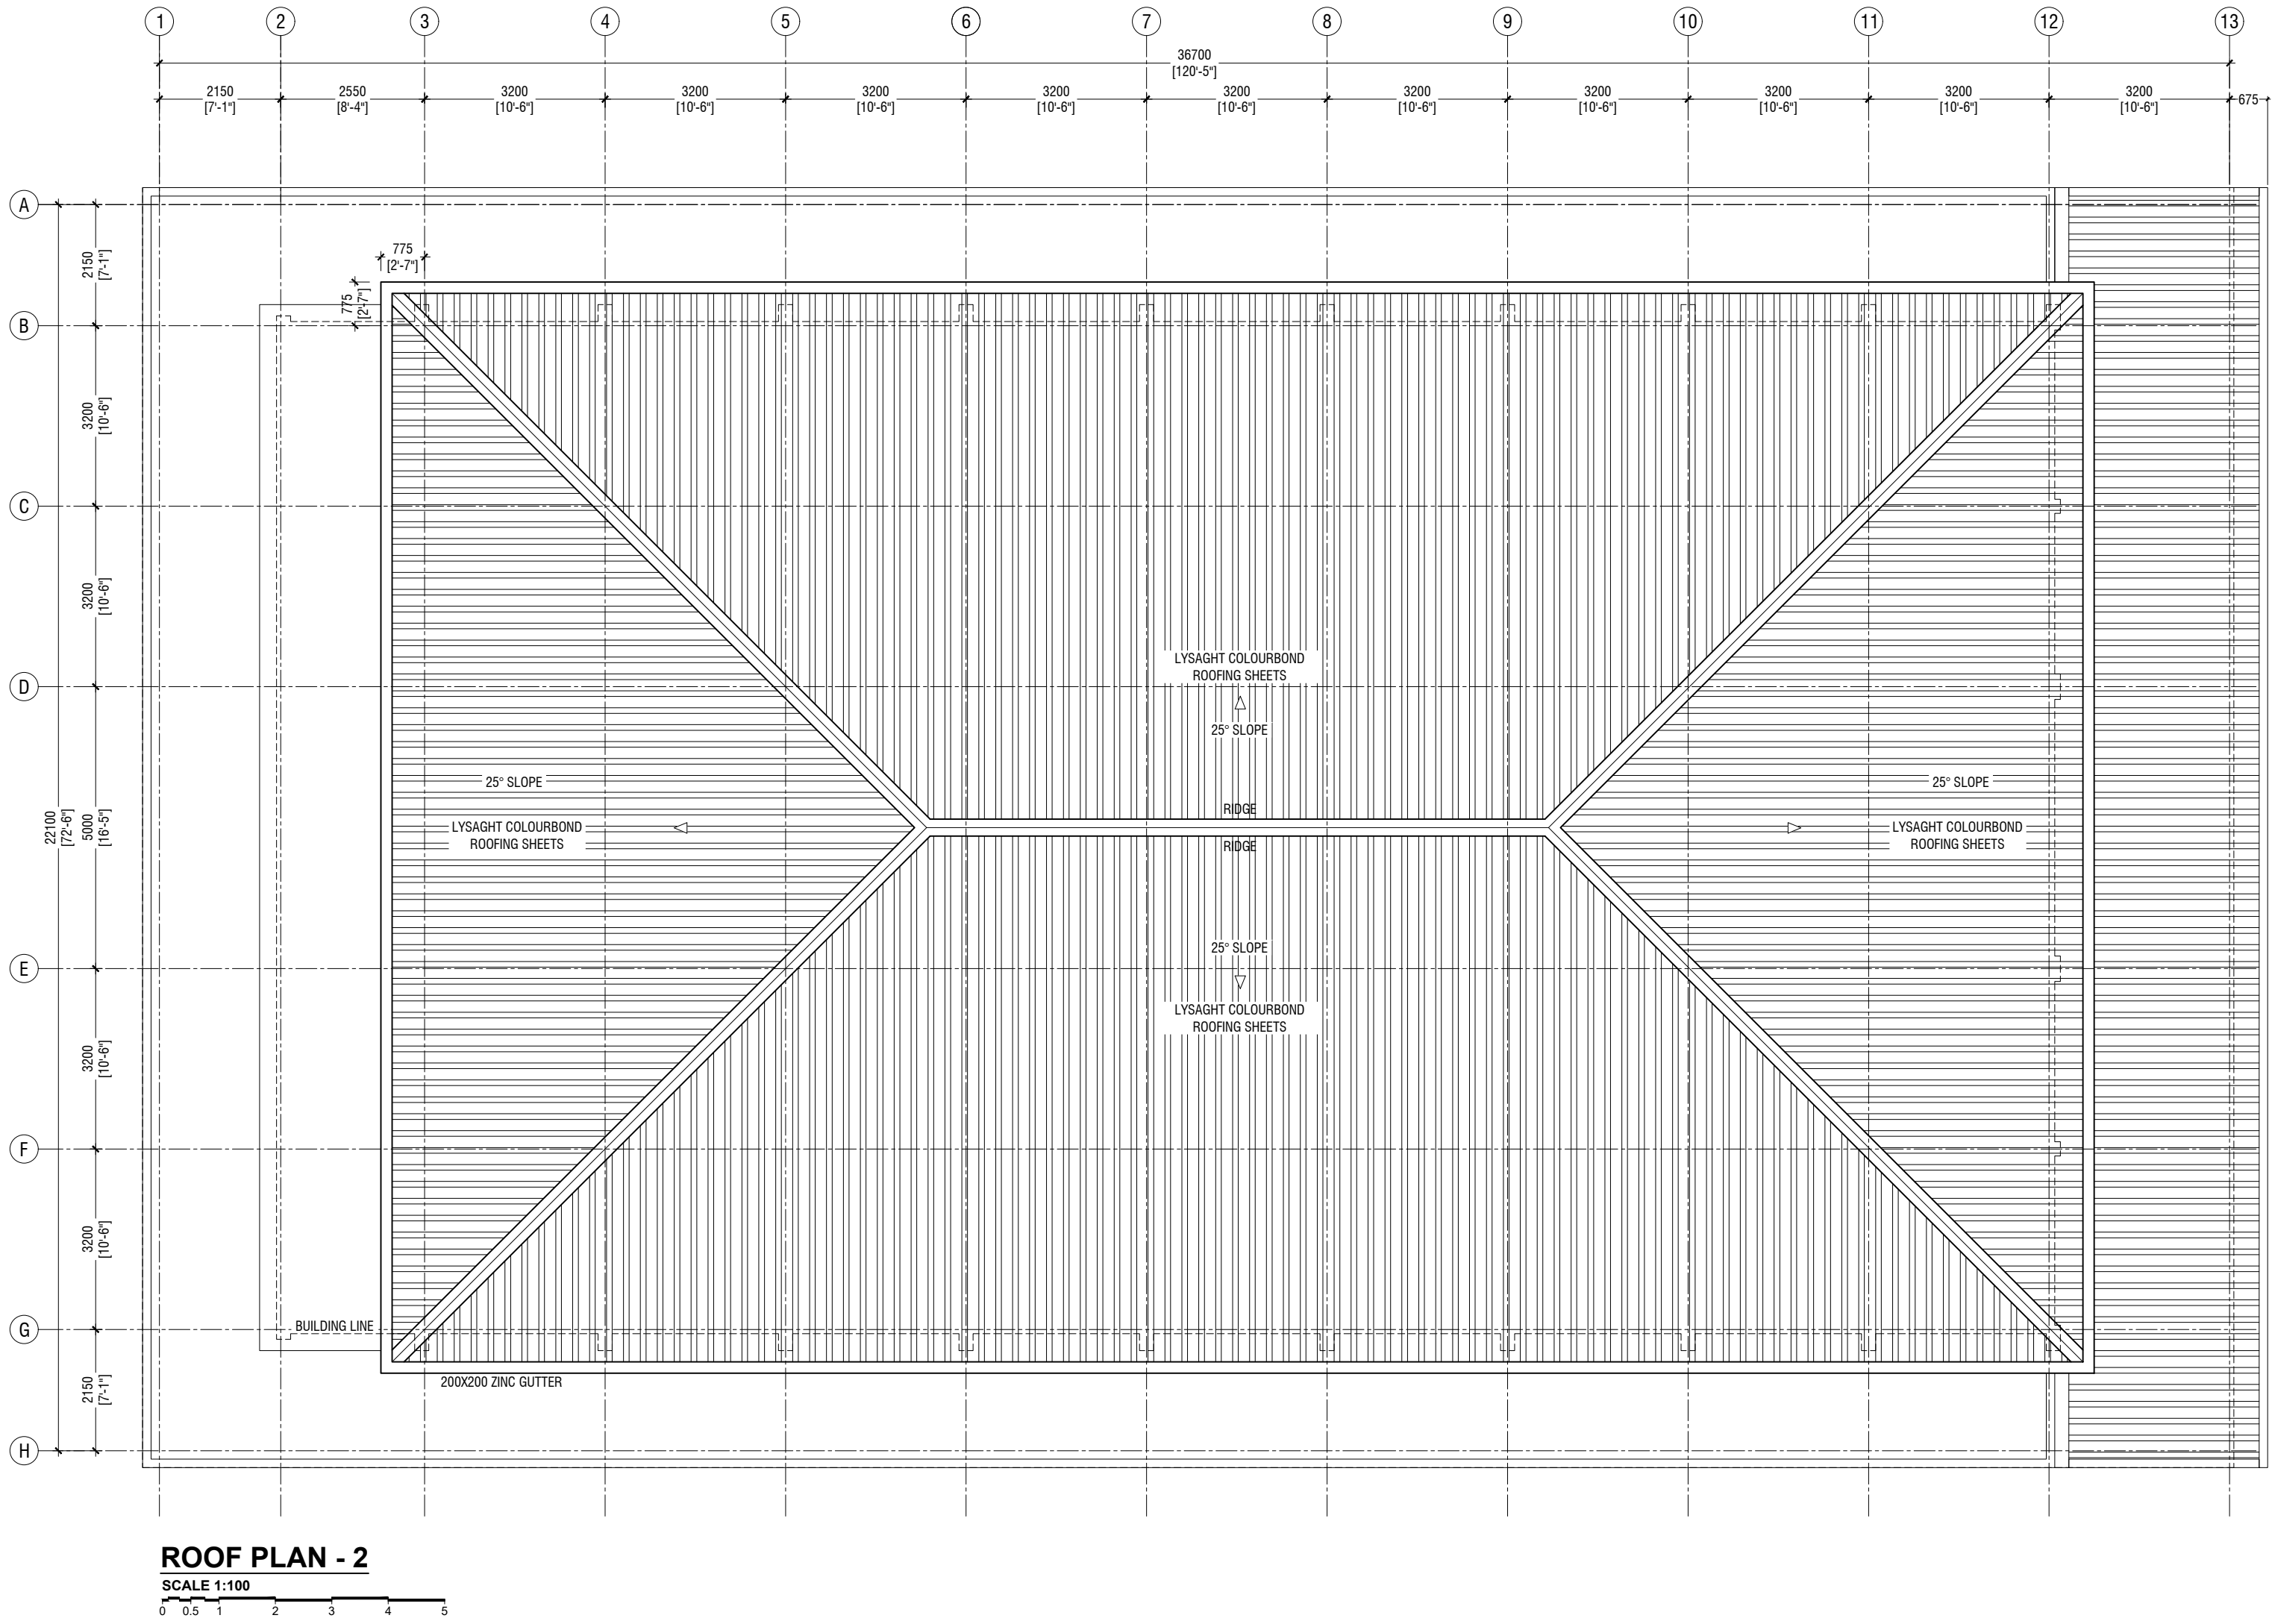 1 2 3 4 5 6 7 8 9 10 11 12 13
36700
[120'-5"]
2150 2550 3200 3200 3200 3200 3200 3200 3200 3200 3200 3200 675
[7'-1"] [8'-4"] [10'-6"] [10'-6"] [10'-6"] [10'-6"] [10'-6"] [10'-6"] [10'-6"] [10'-6"] [10'-6"] [10'-6"]
A
2150
[7'-1"]
775
[2'-7"]
775
[2'-7"]
B
3200
[10'-6"]
C
3200
[10'-6"]
D
LYSAGHT COLOURBOND
ROOFING SHEETS
25° SLOPE
25° SLOPE
25° SLOPE
22100
[72'-6"]
5000
[16'-5"]
RIDGE
LYSAGHT COLOURBOND
ROOFING SHEETS
LYSAGHT COLOURBOND
ROOFING SHEETS
RIDGE
25° SLOPE
E
LYSAGHT COLOURBOND
ROOFING SHEETS
3200
[10'-6"]
F
3200
[10'-6"]
G
BUILDING LINE
200X200 ZINC GUTTER
2150
[7'-1"]
H
ROOF PLAN - 2
SCALE 1:100
0 0.5 1 2 3 4 5